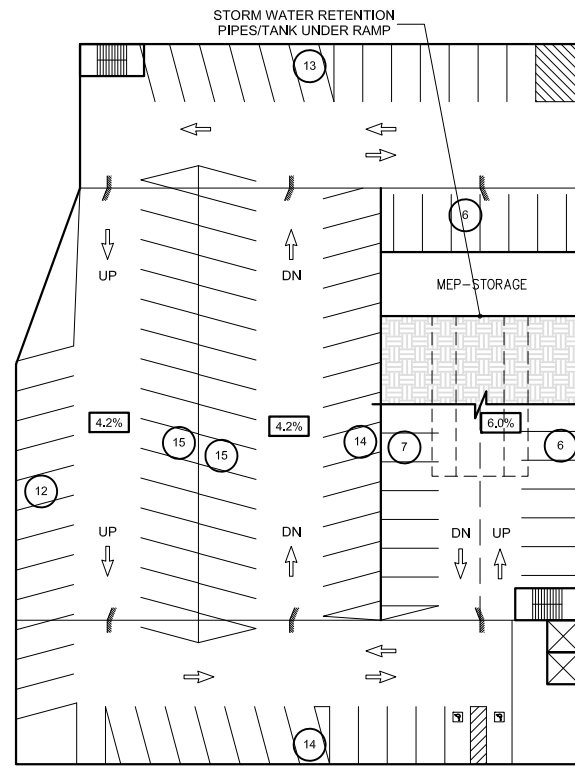 STORM WATER RETENTION
PIPES/TANK UNDER RAMP
13
6
UP
DN
MEP-STORAGE
4.2%
4.2%
6.0%
15
15
14
7
6
12
UP
DN
DN
UP
14